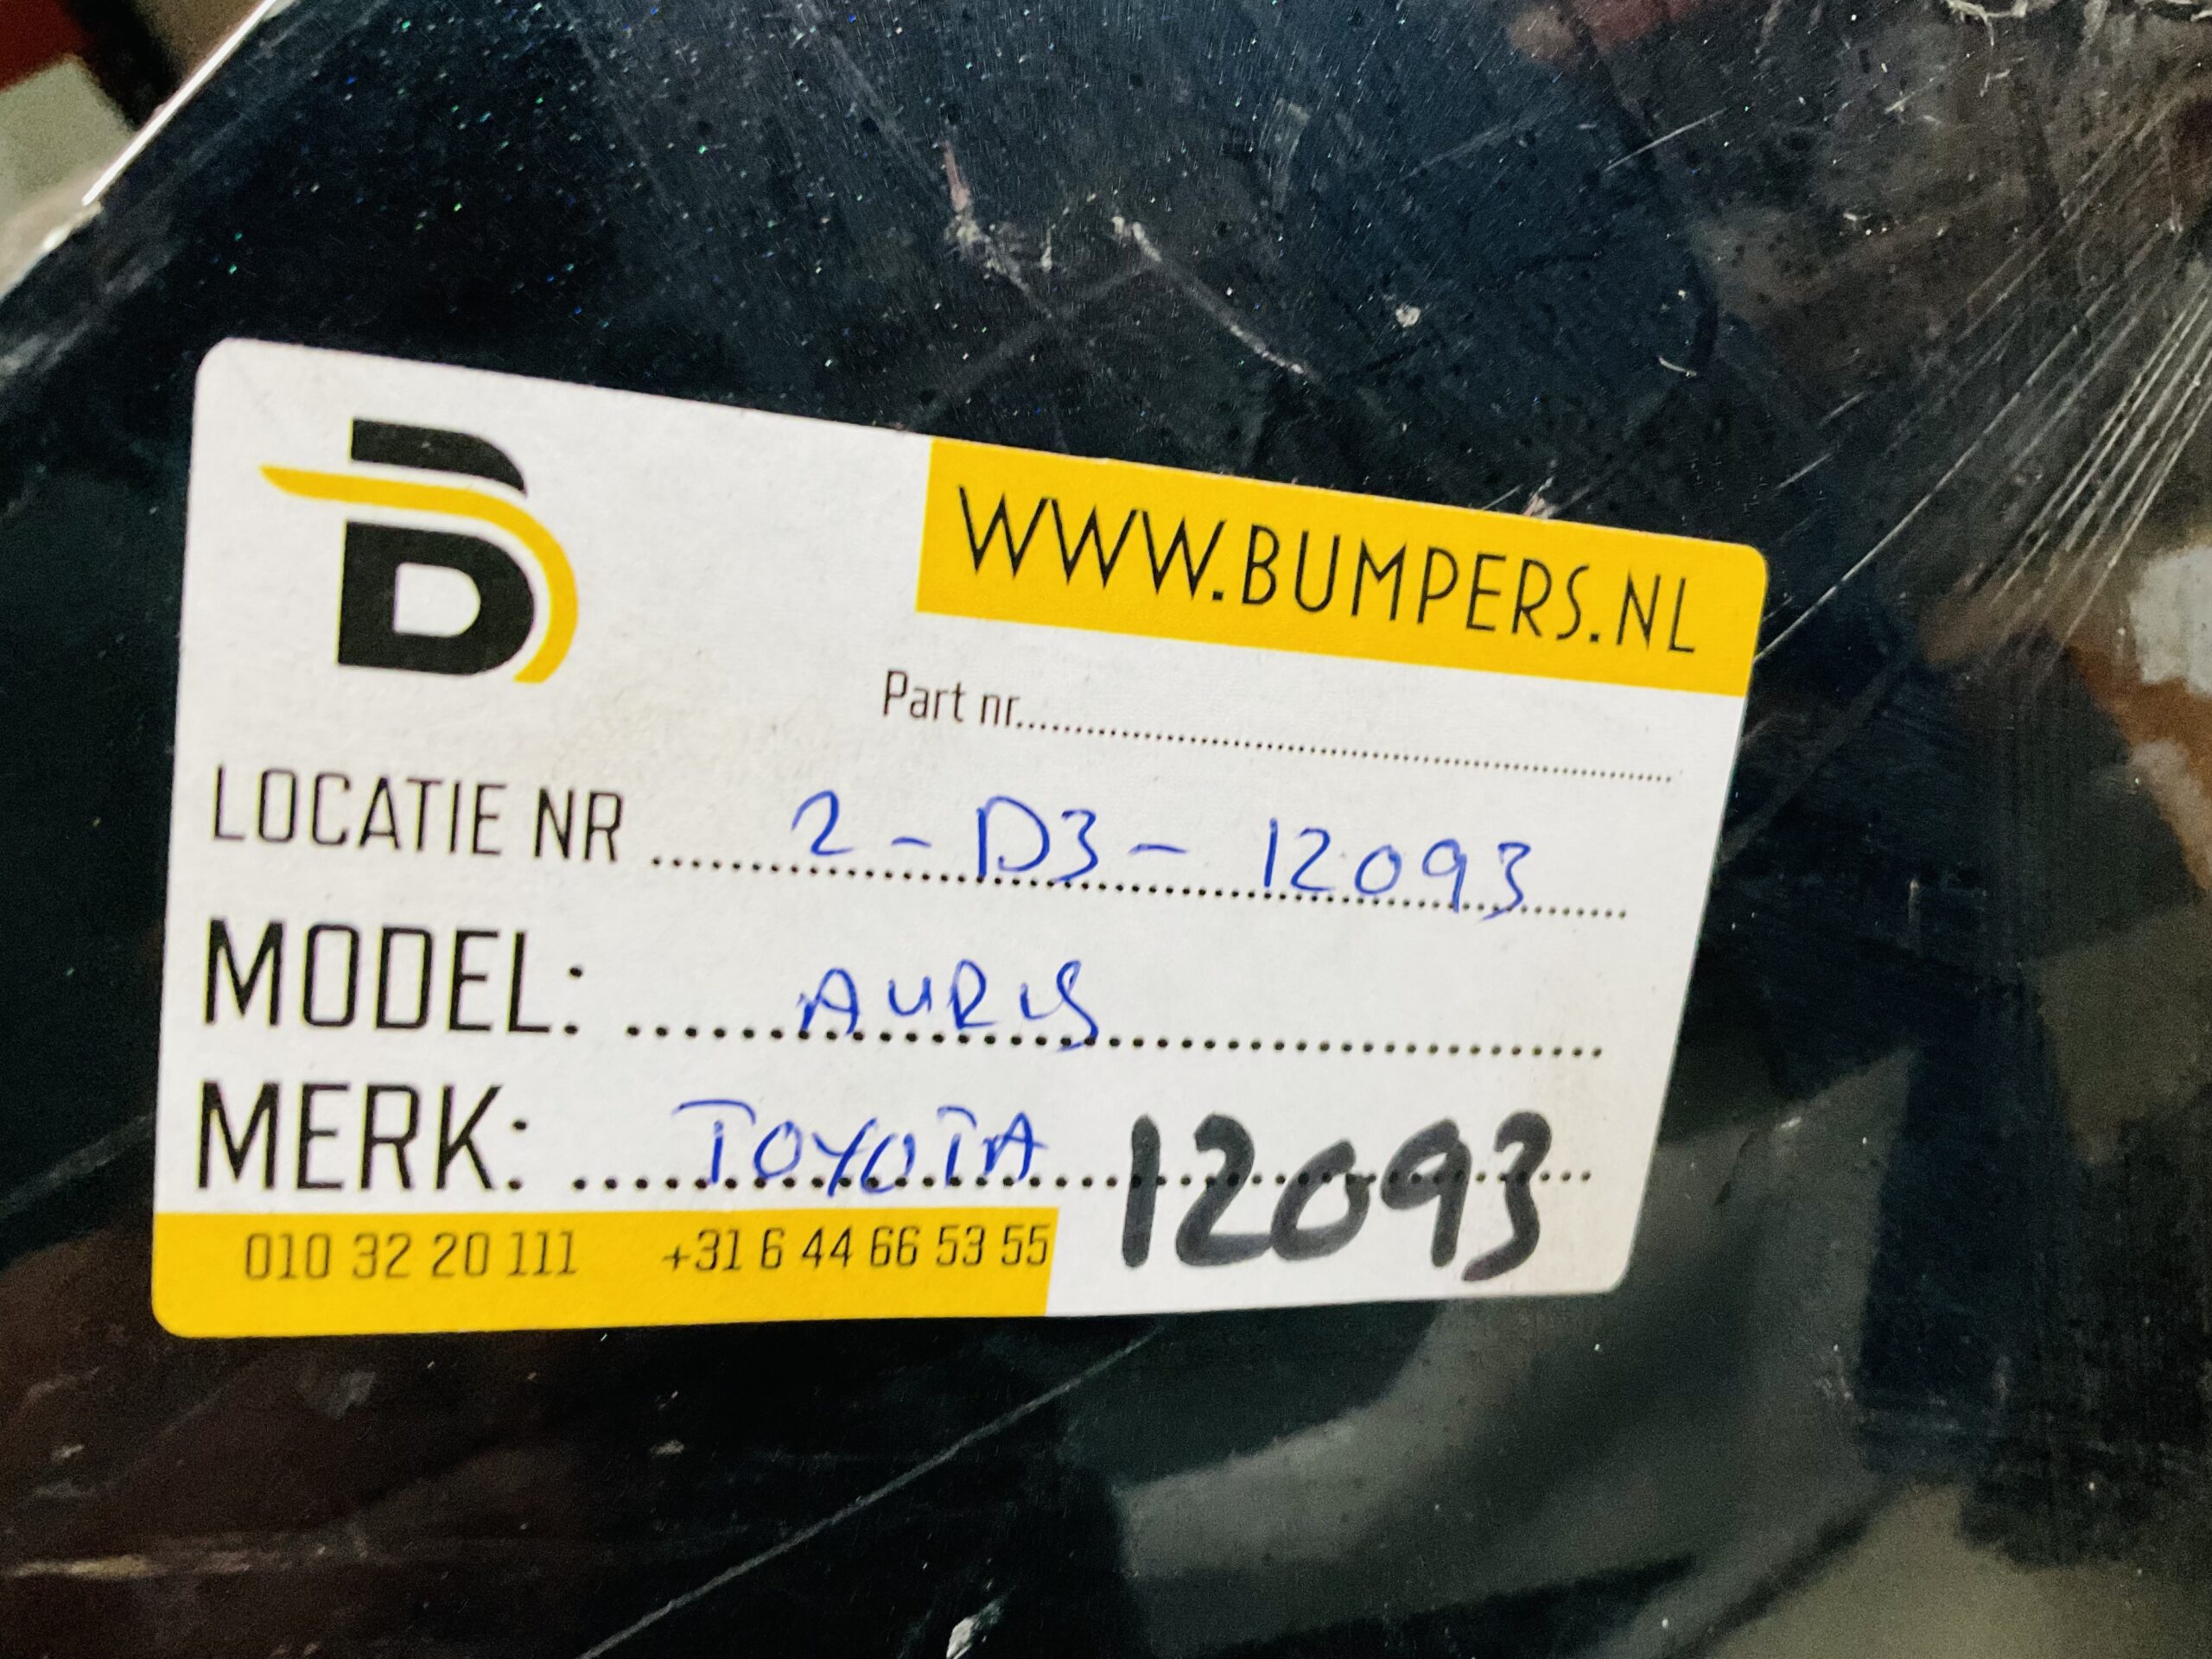 B
WWW.BUMPERS.NL
Part nr...............
LOCATIE NR ..... 2 - D3 - 12093
MODEL: ...... AURIS
MERK: ..... TOYOTA 12093
010 32 20 111 +31 6 44 66 53 55